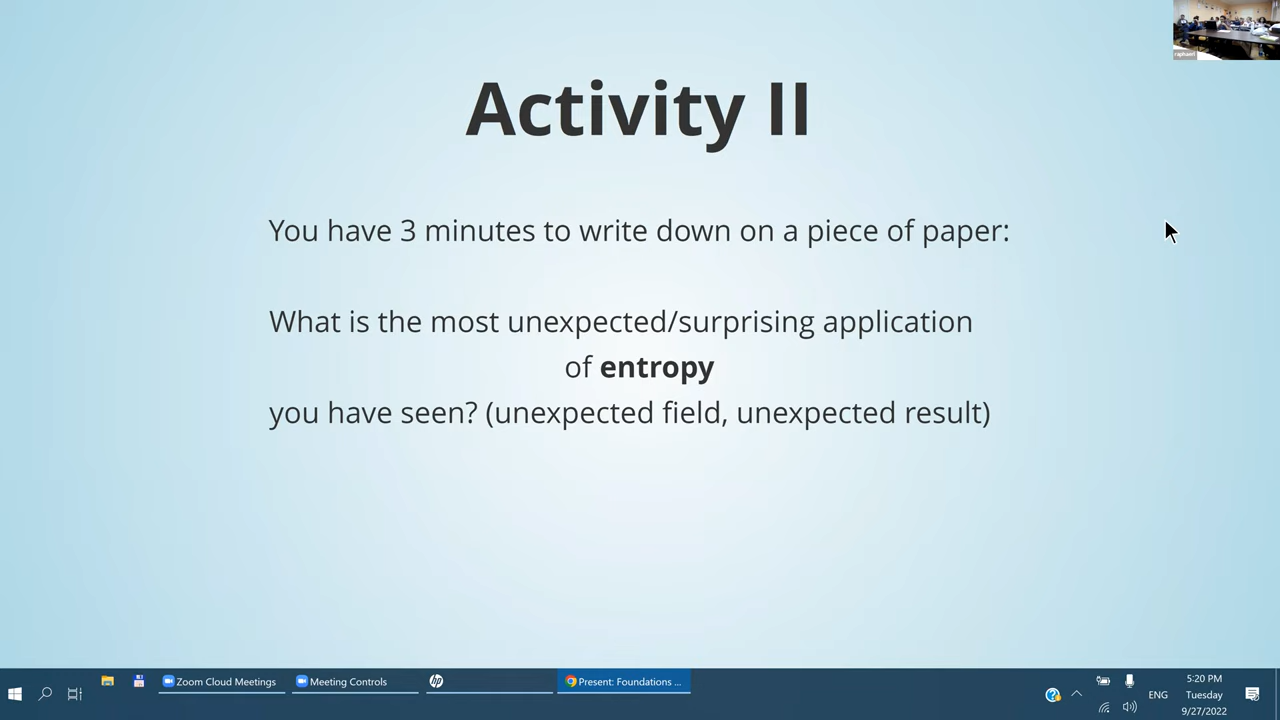 Activity II
You have 3 minutes to write down on a piece of paper:
What is the most unexpected/surprising application
of entropy
you have seen? (unexpected field, unexpected result)
Zoom Cloud Meetings
Meeting Controls
hp
Present: Foundations ...
ENG
5:20 PM
Tuesday
9/27/2022